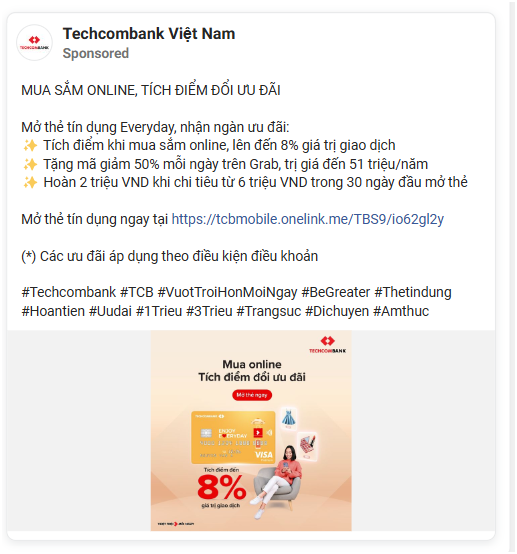 TECHCOMBANK
Techcombank Việt Nam
Sponsored
MUA SẮM ONLINE, TÍCH ĐIỂM ĐỔI ƯU ĐÃI
Mở thẻ tín dụng Everyday, nhận ngàn ưu đãi:
✨ Tích điểm khi mua sắm online, lên đến 8% giá trị giao dịch
✨ Tặng mã giảm 50% mỗi ngày trên Grab, trị giá đến 51 triệu/năm
✨ Hoàn 2 triệu VND khi chi tiêu từ 6 triệu VND trong 30 ngày đầu mở thẻ
Mở thẻ tín dụng ngay tại https://tcbmobile.onelink.me/TBS9/io62gl2y
(*) Các ưu đãi áp dụng theo điều kiện điều khoản
#Techcombank #TCB #VuotTroiHonMoiNgay #BeGreater #Thetindung
#Hoantien #Uudai #1Trieu #3Trieu #Trangsuc #Dichuyen #Amthuc
TECHCOMBANK
Mua online
Tích điểm đổi ưu đãi
Mở thẻ ngay
TECHCOMBANK
ENJOY
EVERYDAY
VISA
Tích điểm đến
8%
giá trị giao dịch